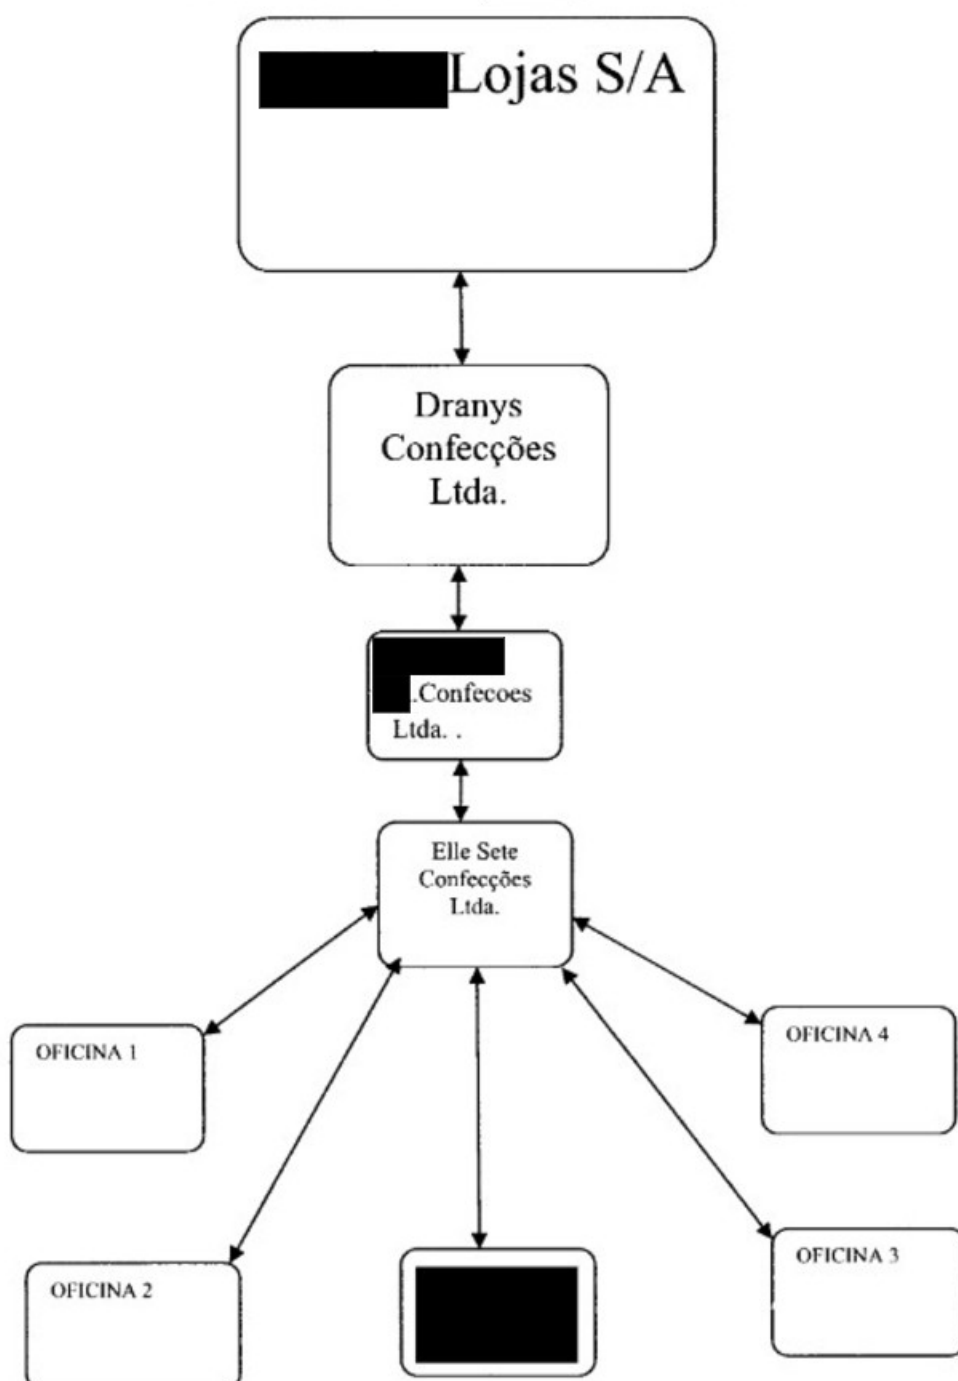 Lojas S/A
Dranys
Confecções
Ltda.
.Confecoes
Ltda. .
Elle Sete
Confecções
Ltda.
OFICINA 1
OFICINA 4
OFICINA 2
OFICINA 3